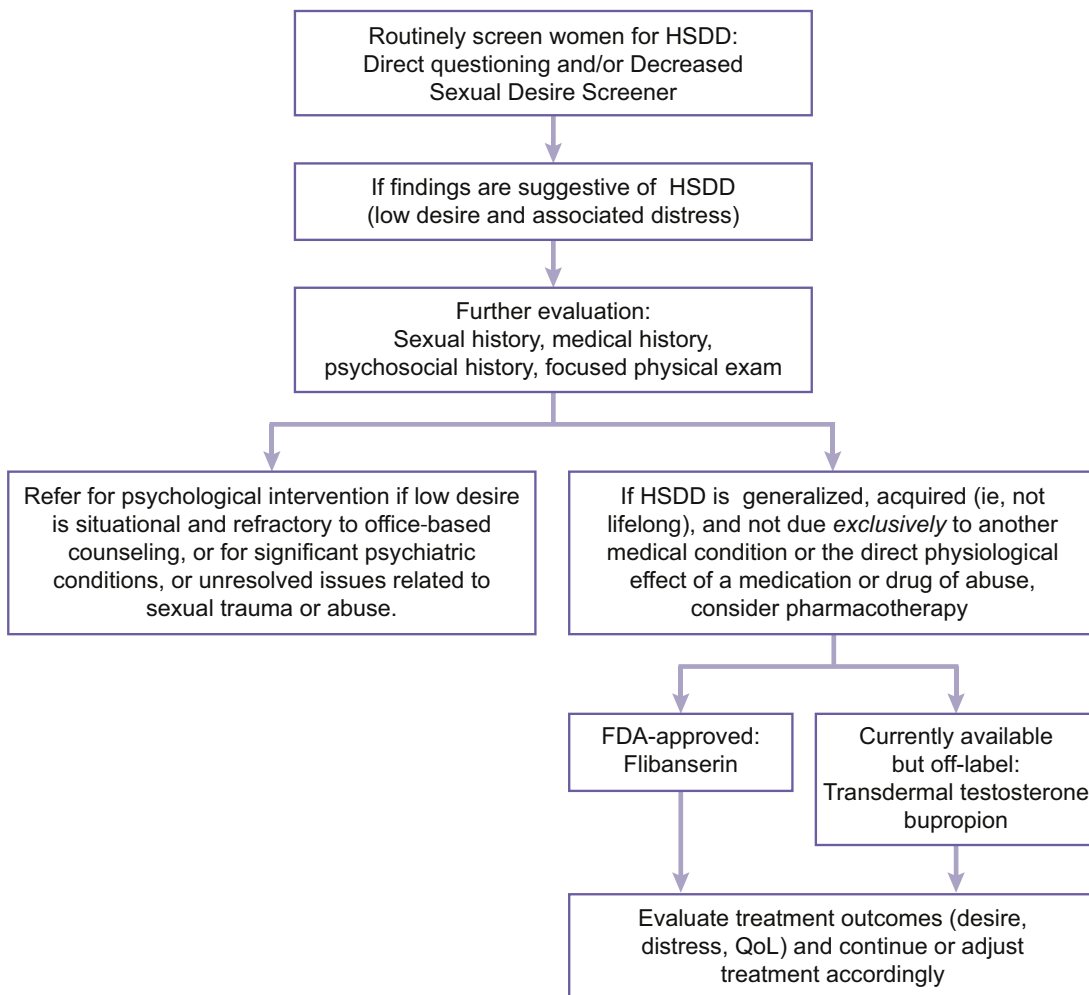 Routinely screen women for HSDD:
Direct questioning and/or Decreased
Sexual Desire Screener
If findings are suggestive of HSDD
(low desire and associated distress)
Further evaluation:
Sexual history, medical history,
psychosocial history, focused physical exam
Refer for psychological intervention if low desire
is situational and refractory to office-based
counseling, or for significant psychiatric
conditions, or unresolved issues related to
sexual trauma or abuse.
If HSDD is generalized, acquired (ie, not
lifelong), and not due exclusively to another
medical condition or the direct physiological
effect of a medication or drug of abuse,
consider pharmacotherapy
FDA-approved:
Flibanserin
Currently available
but off-label:
Transdermal testosterone
bupropion
Evaluate treatment outcomes (desire,
distress, QoL) and continue or adjust
treatment accordingly